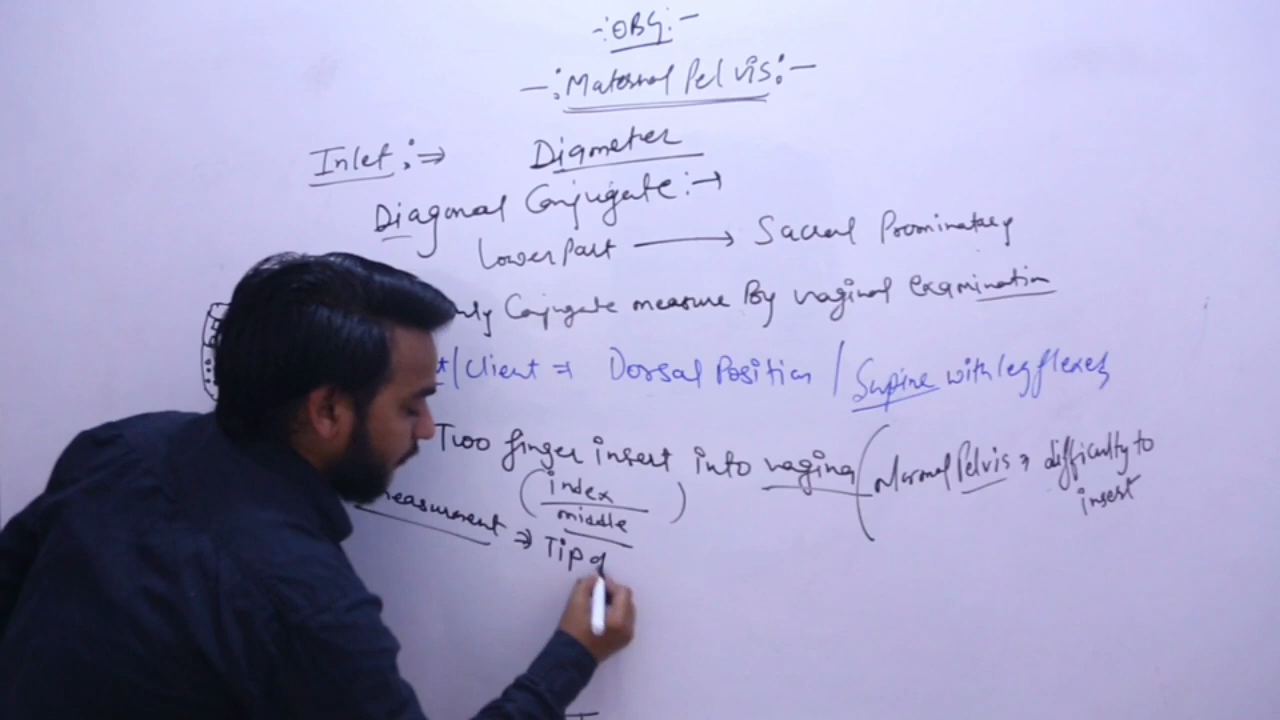 -:OBG:-
-:Maternal Pelvis:-
Inlet:⇒ Diameter
Diagonal Conjugate:→
Lower Part → Sacral Prominatary
Conjugate measure By vaginal examination
/Client ⇒ Dorsal Position / Supine with leg flexes
Two finger insert into vagina (Normal Pelvis ⇒ difficulty to
insert
(index
middle)
measurment ⇒ Tip of